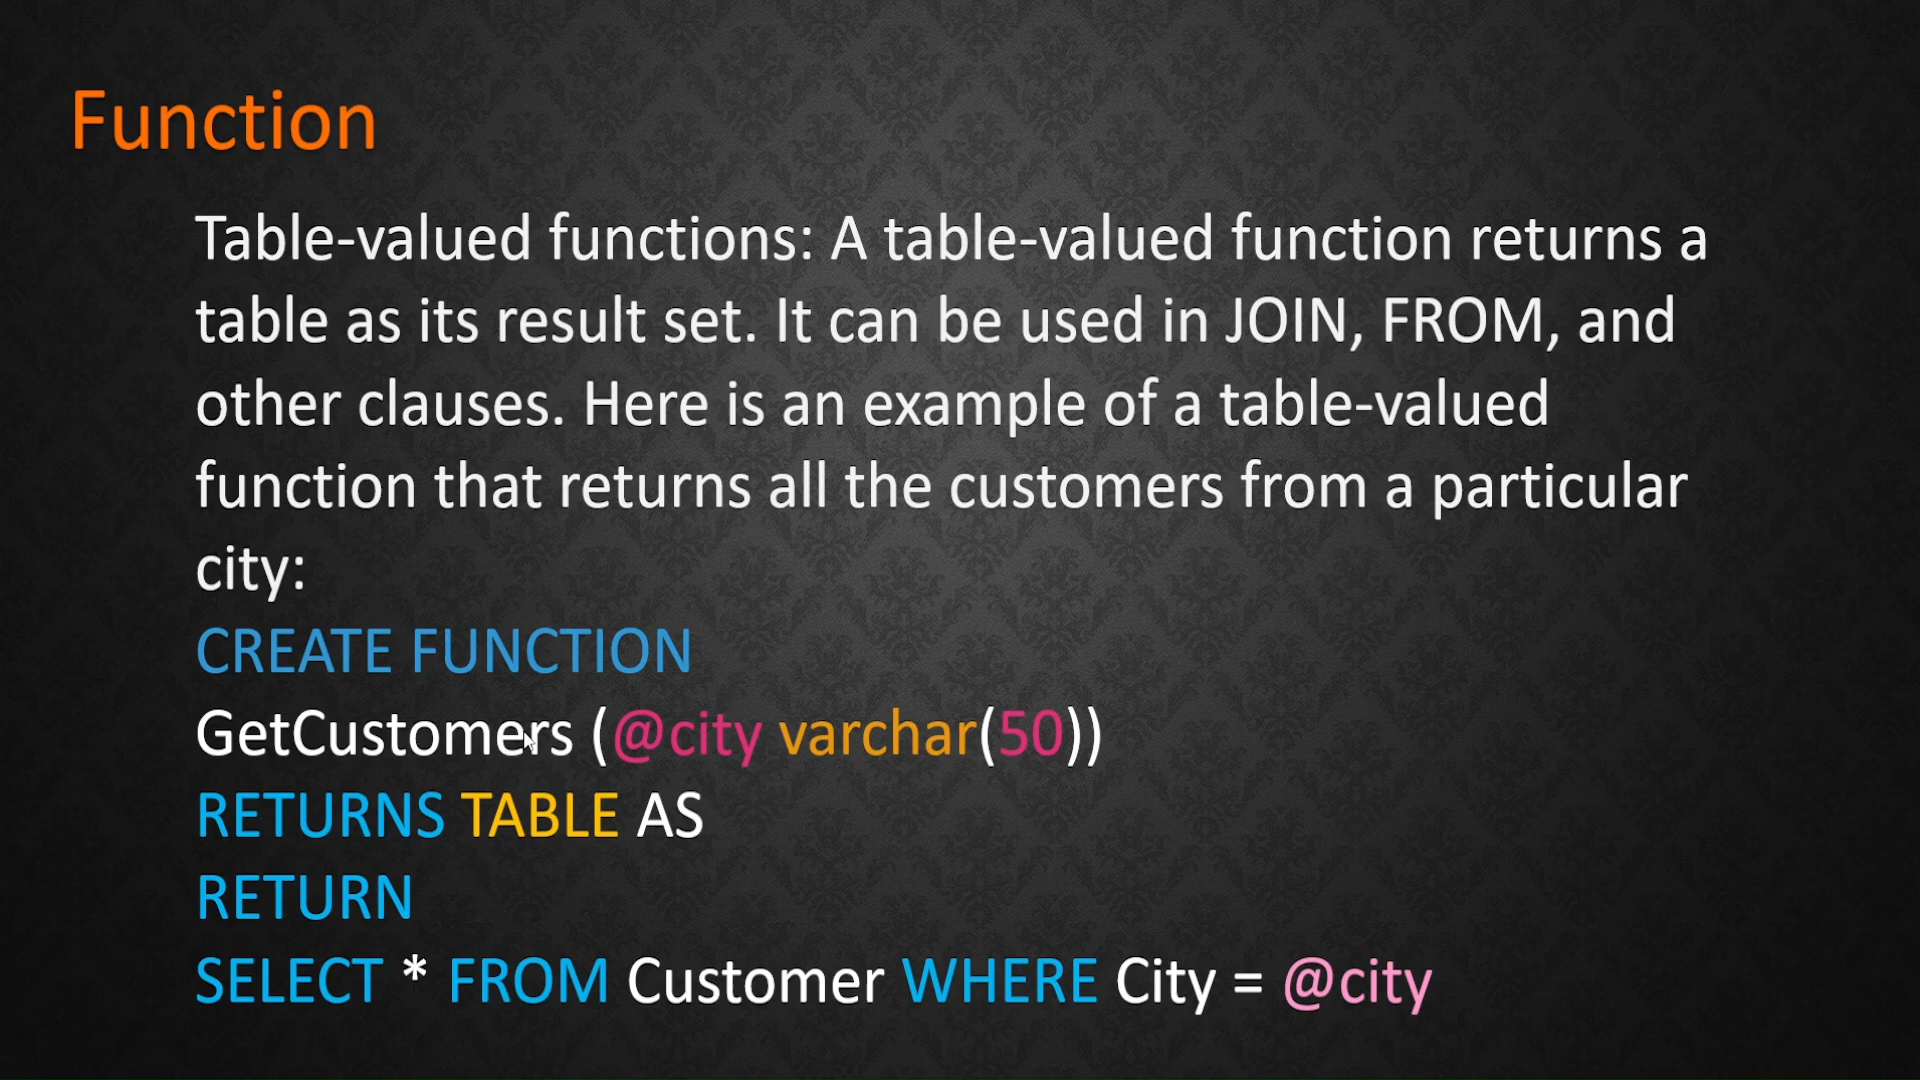 Function
Table-valued functions: A table-valued function returns a
table as its result set. It can be used in JOIN, FROM, and
other clauses. Here is an example of a table-valued
function that returns all the customers from a particular
city:
CREATE FUNCTION
GetCustomers (@city varchar(50))
RETURNS TABLE AS
RETURN
SELECT * FROM Customer WHERE City = @city